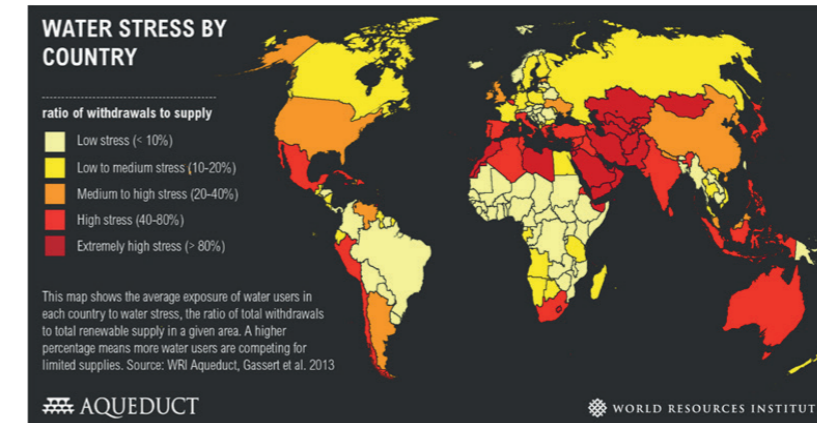 WATER STRESS BY
COUNTRY
ratio of withdrawals to supply
Low stress (< 10%)
Low to medium stress (10-20%)
Medium to high stress (20-40%)
High stress (40-80%)
Extremely high stress (> 80%)
This map shows the average exposure of water users in
each country to water stress, the ratio of total withdrawals
to total renewable supply in a given area. A higher
percentage means more water users are competing for
limited supplies. Source: WRI Aqueduct, Gassert et al. 2013
AQUEDUCT
WORLD RESOURCES INSTITUT